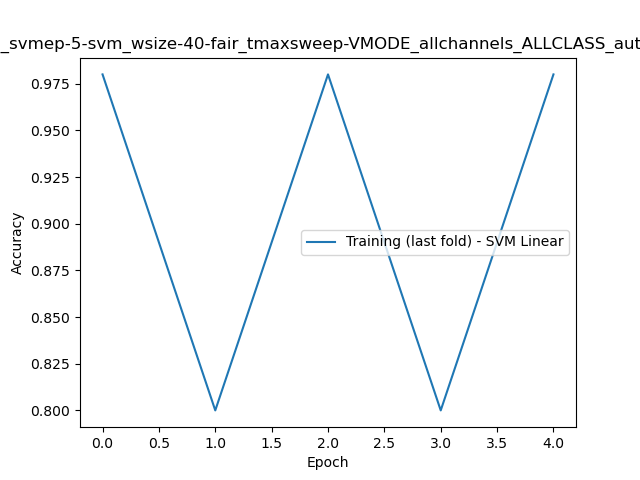 _svmep-5-svm_wsize-40-fair_tmaxsweep-VMODE_allchannels_ALLCLASS_aut
0.975
0.950
0.925
0.900
0.875
0.850
0.825
0.800
Accuracy
Training (last fold) - SVM Linear
0.0 0.5 1.0 1.5 2.0 2.5 3.0 3.5 4.0
Epoch